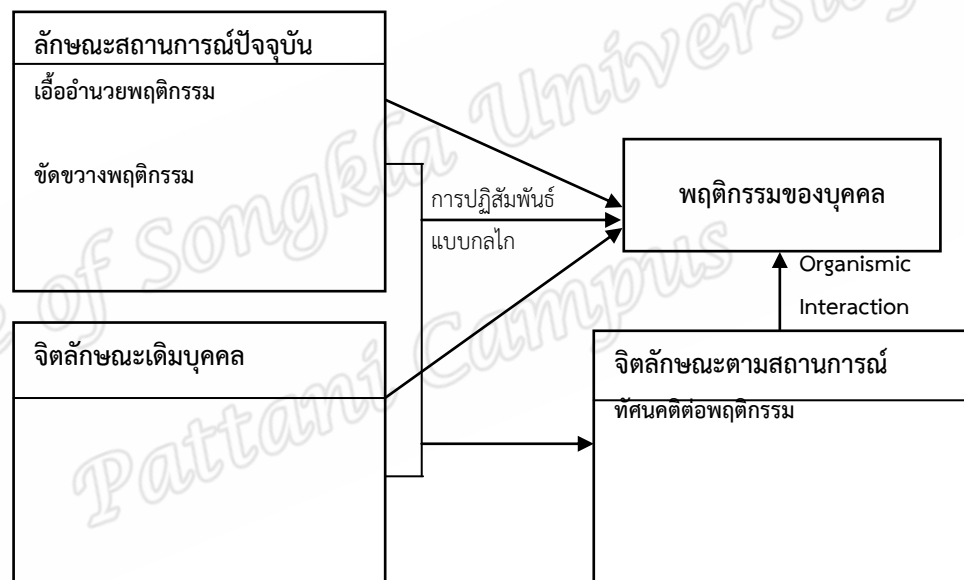 ลักษณะสถานการณ์ปัจจุบัน
เอื้ออำนวยพฤติกรรม
ขัดขวางพฤติกรรม
การปฏิสัมพันธ์
แบบกลไก
พฤติกรรมของบุคคล
Organismic
Interaction
จิตลักษณะเดิมบุคคล
จิตลักษณะตามสถานการณ์
ทัศนคติต่อพฤติกรรม
e of Songkla University
Pattani Campus